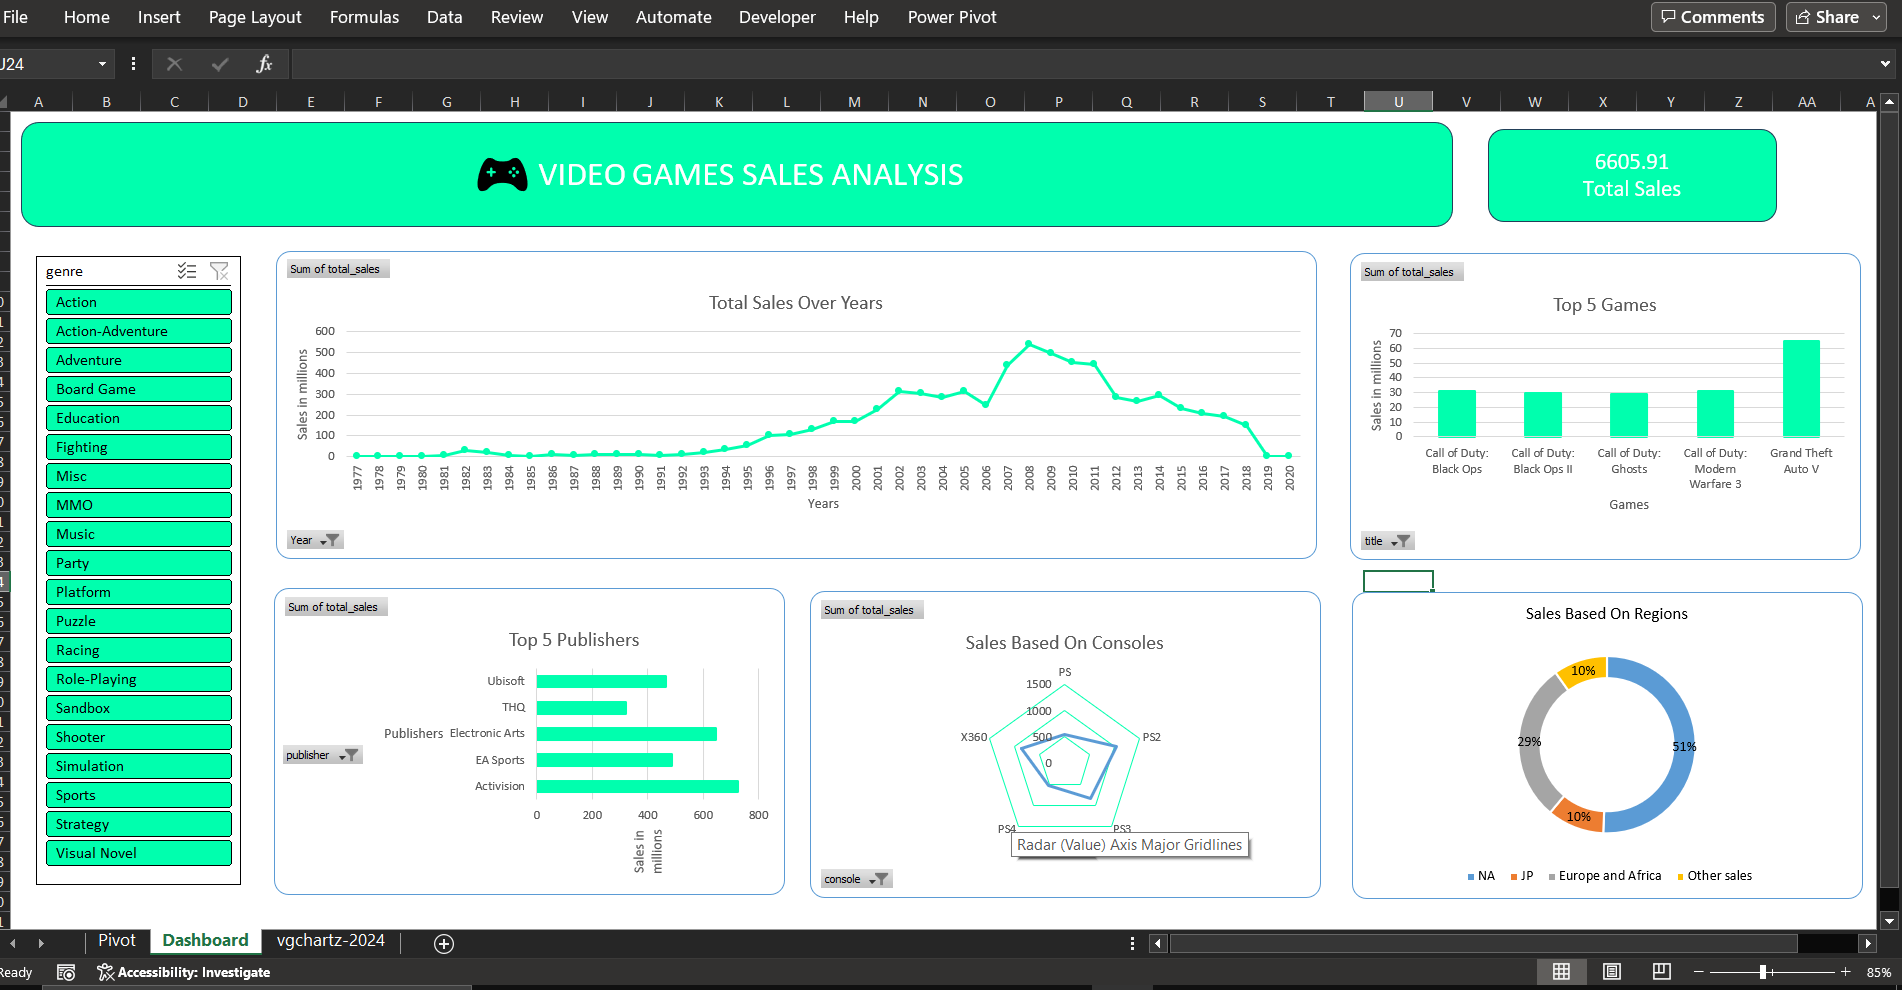 File Home Insert Page Layout Formulas Data Review View Automate Developer Help Power Pivot Comments Share
J24 fx
A B C D E F G H I J K L M N O P Q R S T U V W X Y Z AA A
VIDEO GAMES SALES ANALYSIS
6605.91
Total Sales
genre
Action
Action-Adventure
Adventure
Board Game
Education
Fighting
Misc
MMO
Music
Party
Platform
Puzzle
Racing
Role-Playing
Sandbox
Shooter
Simulation
Sports
Strategy
Visual Novel
Sum of total_sales
Total Sales Over Years
Sales in millions
600
500
400
300
200
100
0
1977 1978 1979 1980 1981 1982 1983 1984 1985 1986 1987 1988 1989 1990 1991 1992 1993 1994 1995 1996 1997 1998 1999 2000 2001 2002 2003 2004 2005 2006 2007 2008 2009 2010 2011 2012 2013 2014 2015 2016 2017 2018 2019 2020
Years
Year
Sum of total_sales
Top 5 Games
Sales in millions
70
60
50
40
30
20
10
0
Call of Duty: Black Ops
Call of Duty: Black Ops II
Call of Duty: Ghosts
Call of Duty: Modern Warfare 3
Grand Theft Auto V
Games
title
Sum of total_sales
Top 5 Publishers
Publishers
Ubisoft
THQ
Electronic Arts
EA Sports
Activision
0 200 400 600 800
Sales in
millions
publisher
Sum of total_sales
Sales Based On Consoles
PS
1500
1000
500
0
X360
PS2
PS4
PS3
Radar (Value) Axis Major Gridlines
console
Sales Based On Regions
10%
29%
51%
10%
NA JP Europe and Africa Other sales
Pivot Dashboard vgchartz-2024
Ready Accessibility: Investigate 85%